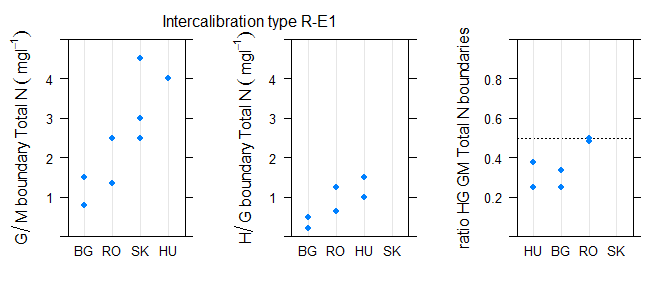 Intercalibration type R-E1
G/M boundary Total N ( mgl⁻¹)
4
3
2
1
BG RO SK HU
H/G boundary Total N ( mgl⁻¹)
4
3
2
1
BG RO HU SK
ratio HG GM Total N boundaries
0.8
0.6
0.4
0.2
HU BG RO SK